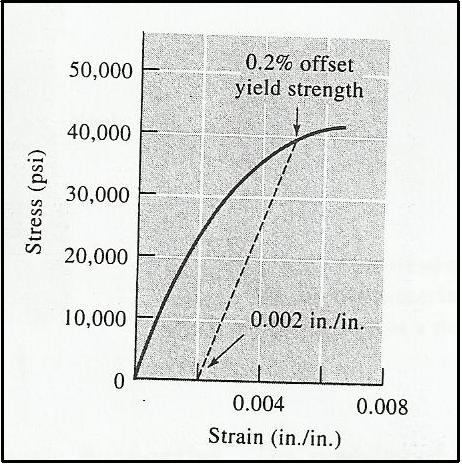 50,000
40,000
30,000
20,000
10,000
0
Stress (psi)
0.2% offset
yield strength
0.002 in./in.
0.004
0.008
Strain (in./in.)